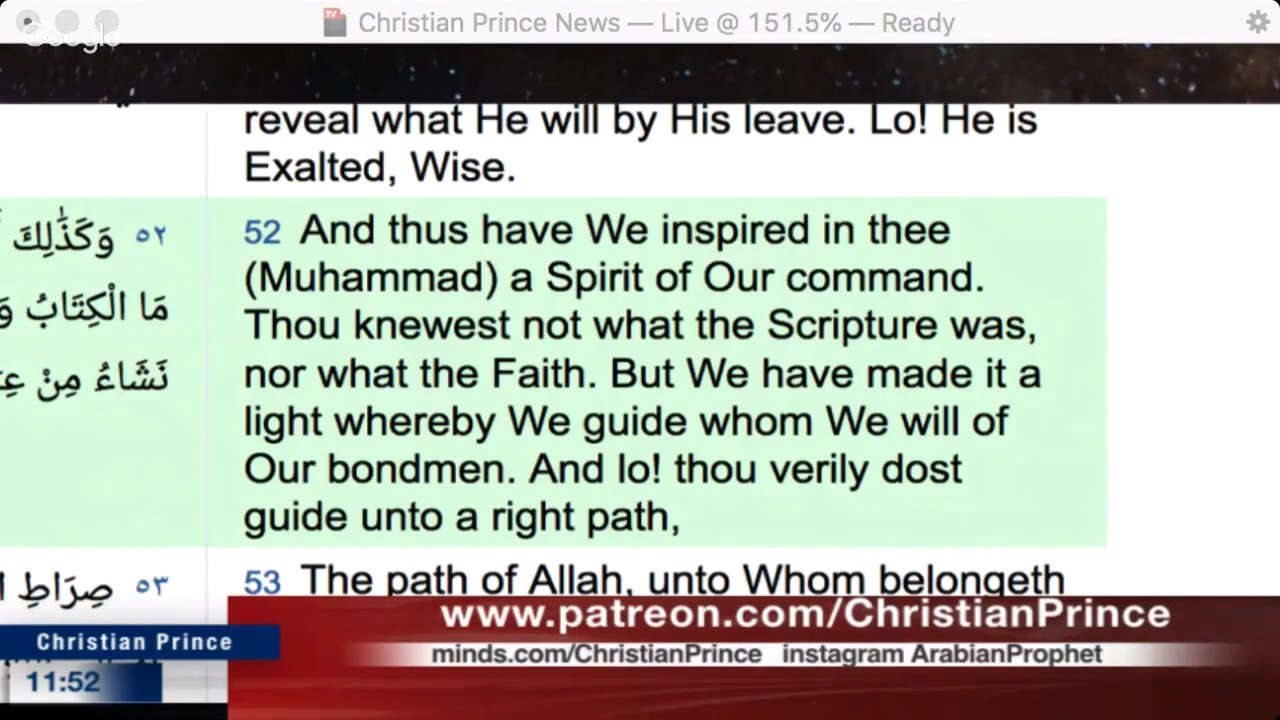 Christian Prince News — Live @ 151.5% — Ready
Google
reveal what He will by His leave. Lo! He is
Exalted, Wise.
52 And thus have We inspired in thee
(Muhammad) a Spirit of Our command.
Thou knewest not what the Scripture was,
nor what the Faith. But We have made it a
light whereby We guide whom We will of
Our bondmen. And lo! thou verily dost
guide unto a right path,
٥٢ وَكَذَٰلِكَ
مَا الْكِتَابُ
نَشَاءُ مِنْ
53 The path of Allah, unto Whom belongeth
٥٣ صِرَاطِ
www.patreon.com/ChristianPrince
Christian Prince
minds.com/ChristianPrince instagram ArabianProphet
11:52